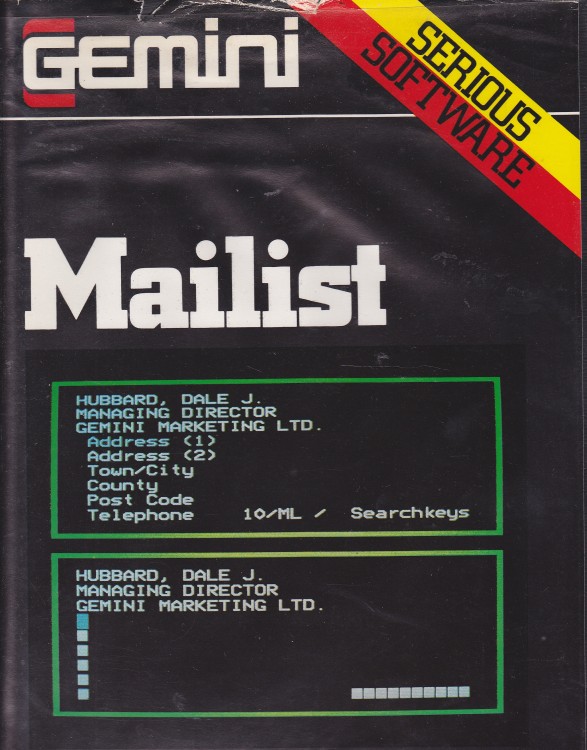 Gemini
SERIOUS
SOFTWARE
Mailist
HUBBARD, DALE J.
MANAGING DIRECTOR
GEMINI MARKETING LTD.
Address (1)
Address (2)
Town/City
County
Post Code
Telephone 10/ML / Searchkeys
HUBBARD, DALE J.
MANAGING DIRECTOR
GEMINI MARKETING LTD.